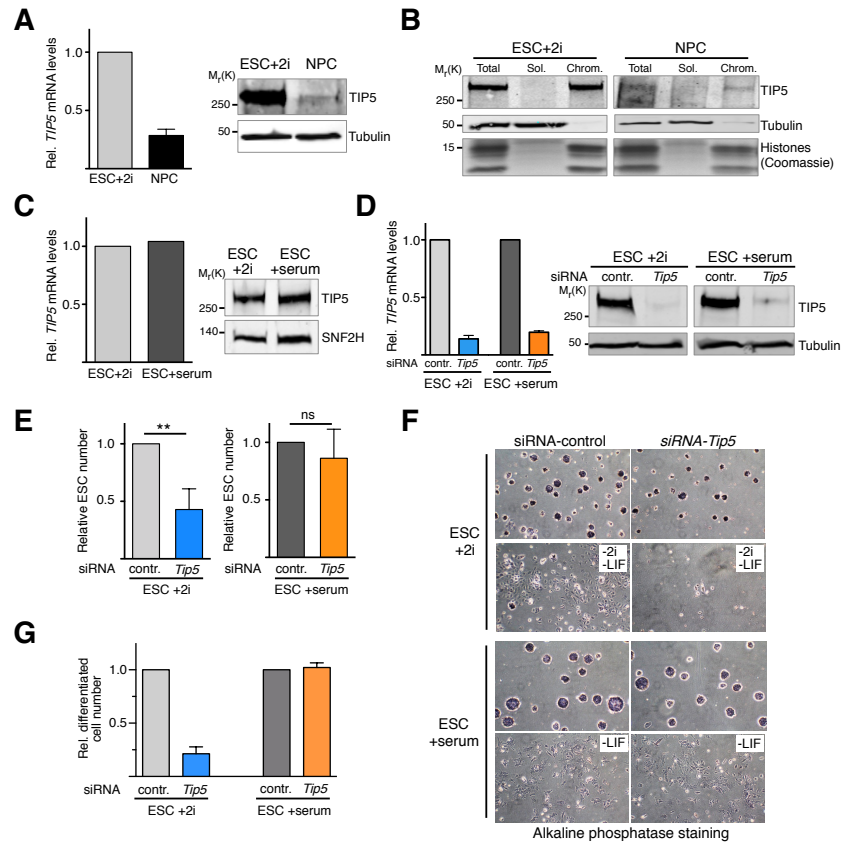 A
Rel. TIP5 mRNA levels
1.0
0.5
ESC+2i NPC
ESC+2i NPC
Mr(K)
250
TIP5
50
Tubulin
B
ESC+2i NPC
Mr(K) Total Sol. Chrom. Total Sol. Chrom.
250
TIP5
50
Tubulin
15
Histones
(Coomassie)
C
Rel. TIP5 mRNA levels
1.0
0.5
ESC+2i ESC+serum
ESC ESC
+2i +serum
Mr(K)
250
TIP5
140
SNF2H
D
Rel. TIP5 mRNA levels
1.0
0.5
siRNA contr. Tip5 contr. Tip5
ESC +2i ESC +serum
ESC +2i ESC +serum
siRNA contr. Tip5 contr. Tip5
Mr(K)
250
TIP5
50
Tubulin
E
Relative ESC number
1.0
0.5
**
siRNA contr. Tip5
ESC +2i
Relative ESC number
1.0
0.5
ns
siRNA contr. Tip5
ESC +serum
F
siRNA-control siRNA-Tip5
ESC
+2i
-2i
-LIF
-2i
-LIF
ESC
+serum
-LIF
-LIF
Alkaline phosphatase staining
G
Rel. differentiated
cell number
1.0
0.5
siRNA contr. Tip5 contr. Tip5
ESC +2i ESC +serum